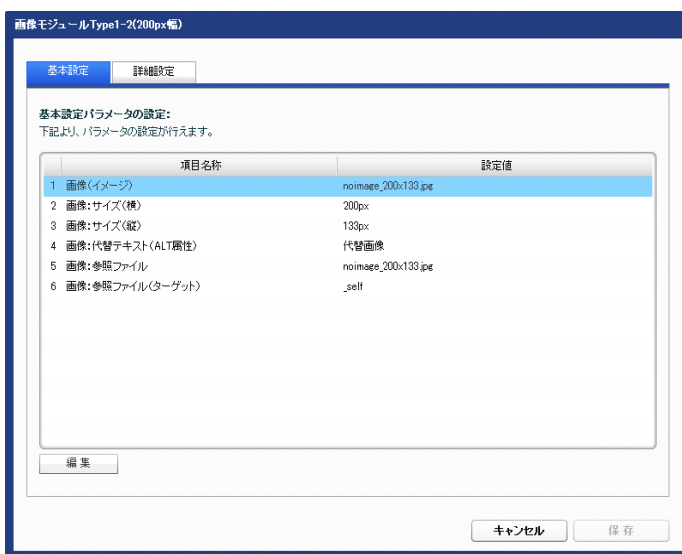 画像モジュールType1-2(200px幅)
基本設定 詳細設定
基本設定パラメータの設定:
下記より、パラメータの設定が行えます。
項目名称 設定値
1 画像(イメージ) noimage_200x133.jpg
2 画像:サイズ(横) 200px
3 画像:サイズ(縦) 133px
4 画像:代替テキスト(ALT属性) 代替画像
5 画像:参照ファイル noimage_200x133.jpg
6 画像:参照ファイル(ターゲット) _self
編集
キャンセル 保存